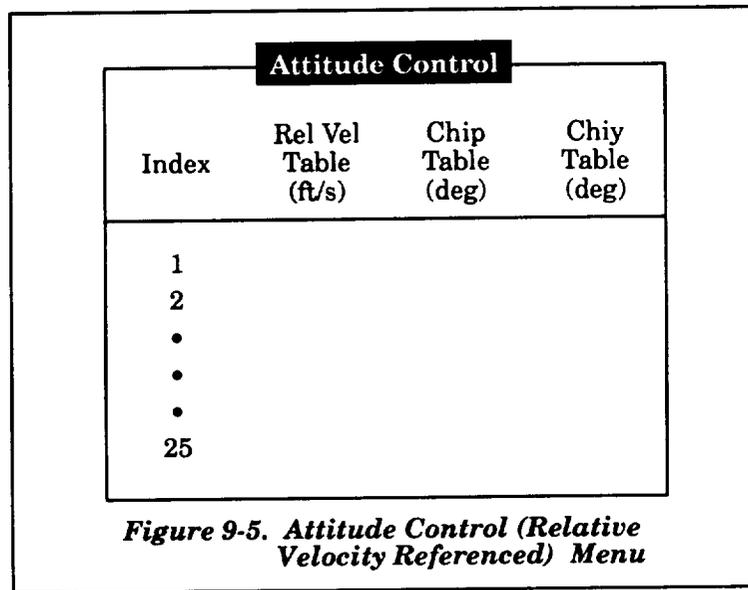 Attitude Control
Index
Rel Vel
Table
(ft/s)
Chip
Table
(deg)
Chiy
Table
(deg)
1
2
•
•
•
25
Figure 9-5. Attitude Control (Relative
Velocity Referenced) Menu